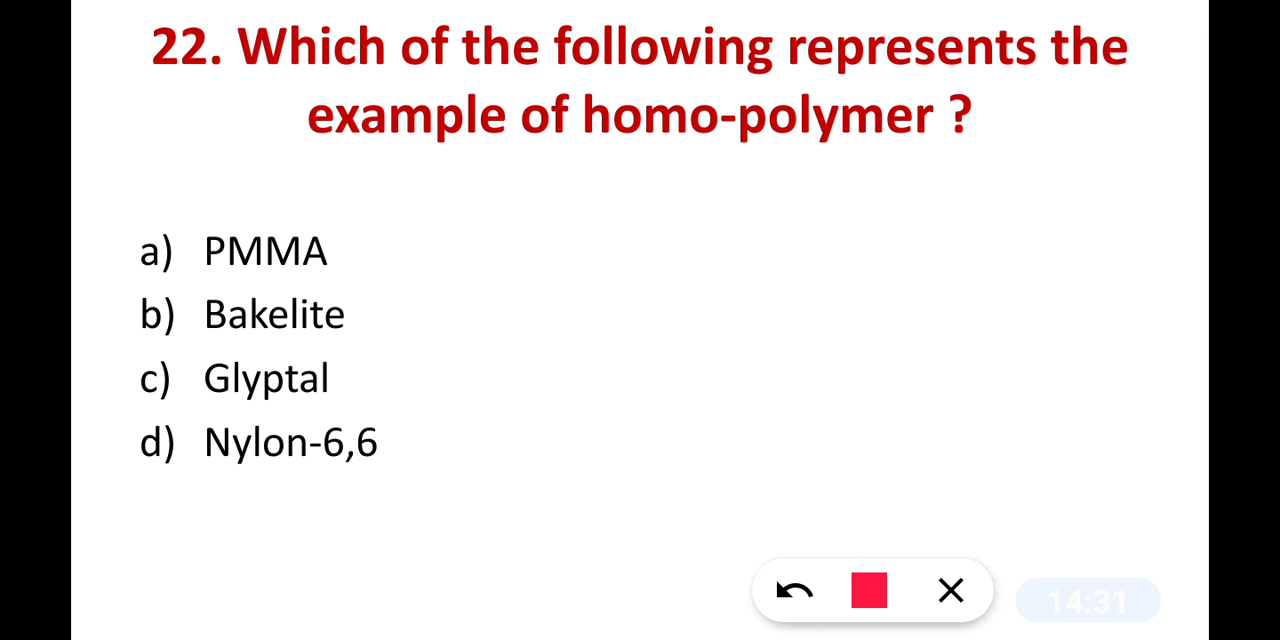 22. Which of the following represents the
example of homo-polymer ?
a) PMMA
b) Bakelite
c) Glyptal
d) Nylon-6,6
14:31